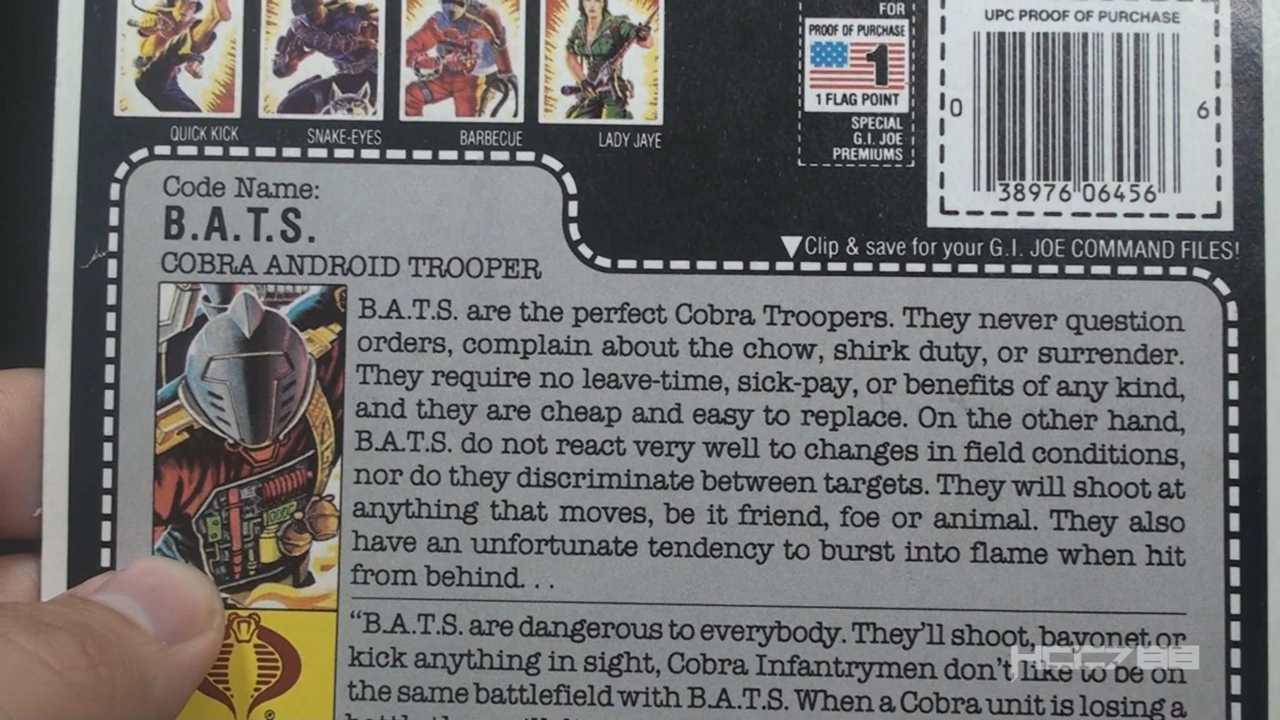 FOR
PROOF OF PURCHASE
1
1 FLAG POINT
SPECIAL
G.I. JOE
PREMIUMS
UPC PROOF OF PURCHASE
0
6
38976 06456
QUICK KICK
SNAKE-EYES
BARBECUE
LADY JAYE
▼Clip & save for your G.I. JOE COMMAND FILES!
Code Name:
B.A.T.S.
COBRA ANDROID TROOPER
B.A.T.S. are the perfect Cobra Troopers. They never question
orders, complain about the chow, shirk duty, or surrender.
They require no leave-time, sick-pay, or benefits of any kind,
and they are cheap and easy to replace. On the other hand,
B.A.T.S. do not react very well to changes in field conditions,
nor do they discriminate between targets. They will shoot at
anything that moves, be it friend, foe or animal. They also
have an unfortunate tendency to burst into flame when hit
from behind. . .
“B.A.T.S. are dangerous to everybody. They'll shoot, bayonet or
kick anything in sight, Cobra Infantrymen don't like to be on
the same battlefield with B.A.T.S. When a Cobra unit is losing a
HCC788